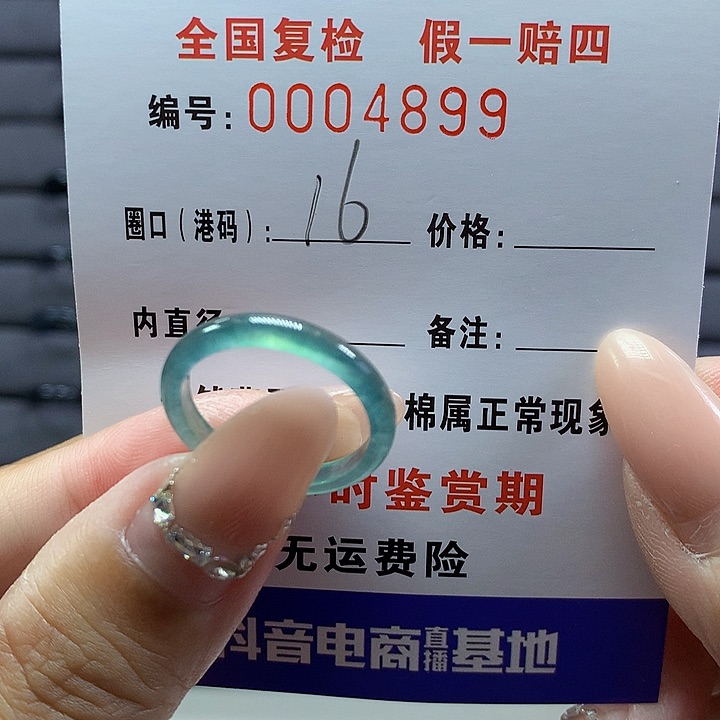 全国复检 假一赔四
编号: 0004899
圈口（港码）: 16 价格:
内直径 备注:
棉属正常现象
时鉴赏期
无运费险
抖音电商直播基地